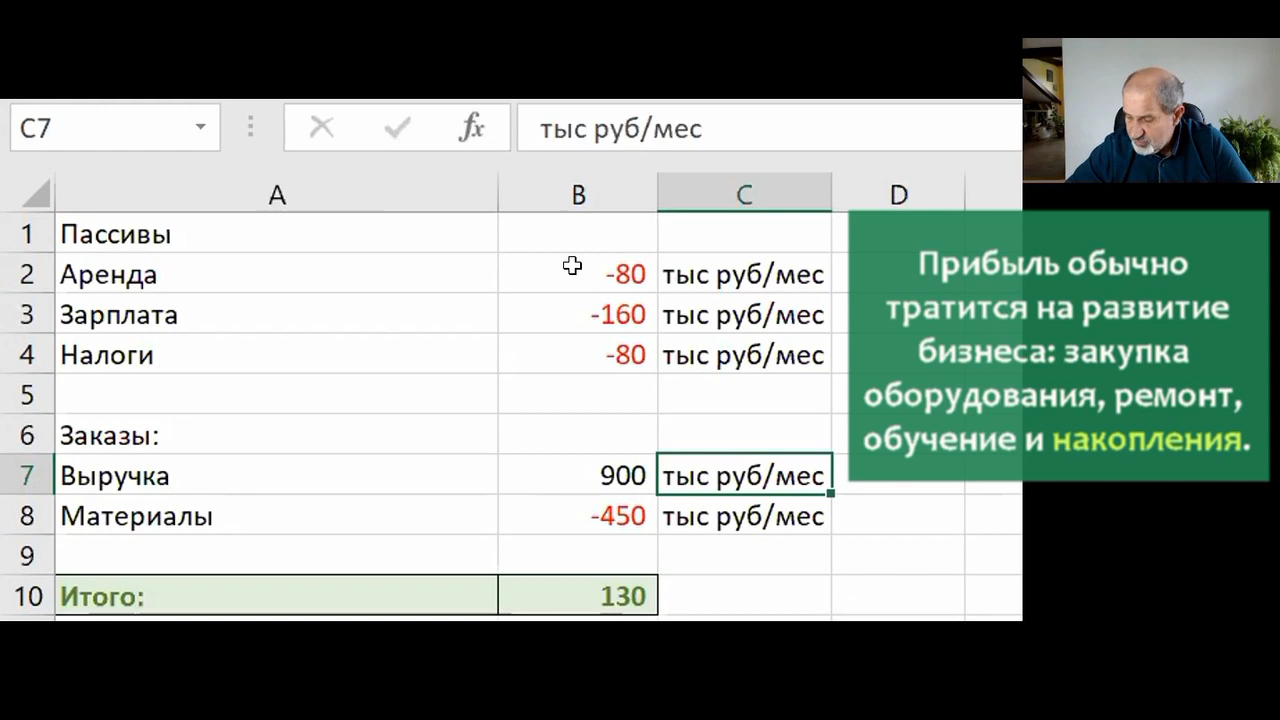 C7
fx
тыс руб/мес
A B C D
1 Пассивы
2 Аренда -80 тыс руб/мес
3 Зарплата -160 тыс руб/мес
4 Налоги -80 тыс руб/мес
5
6 Заказы:
7 Выручка 900 тыс руб/мес
8 Материалы -450 тыс руб/мес
9
10 Итого: 130
Прибыль обычно
тратится на развитие
бизнеса: закупка
оборудования, ремонт,
обучение и накопления.